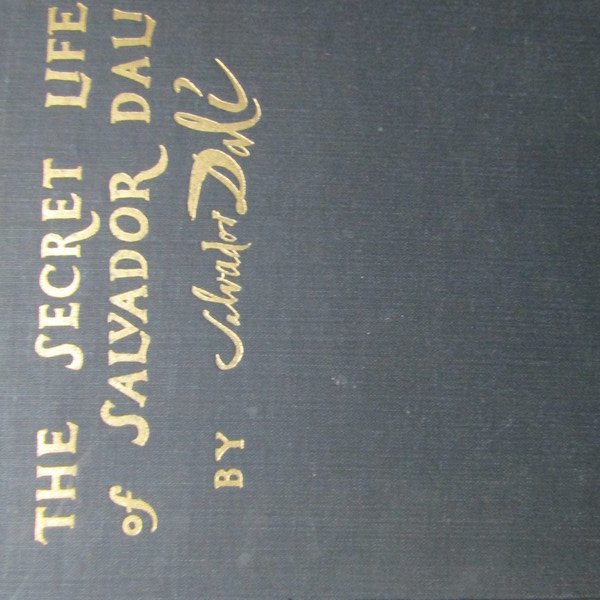 THE SECRET LIFE
of SALVADOR DALI
BY Salvador Dalí